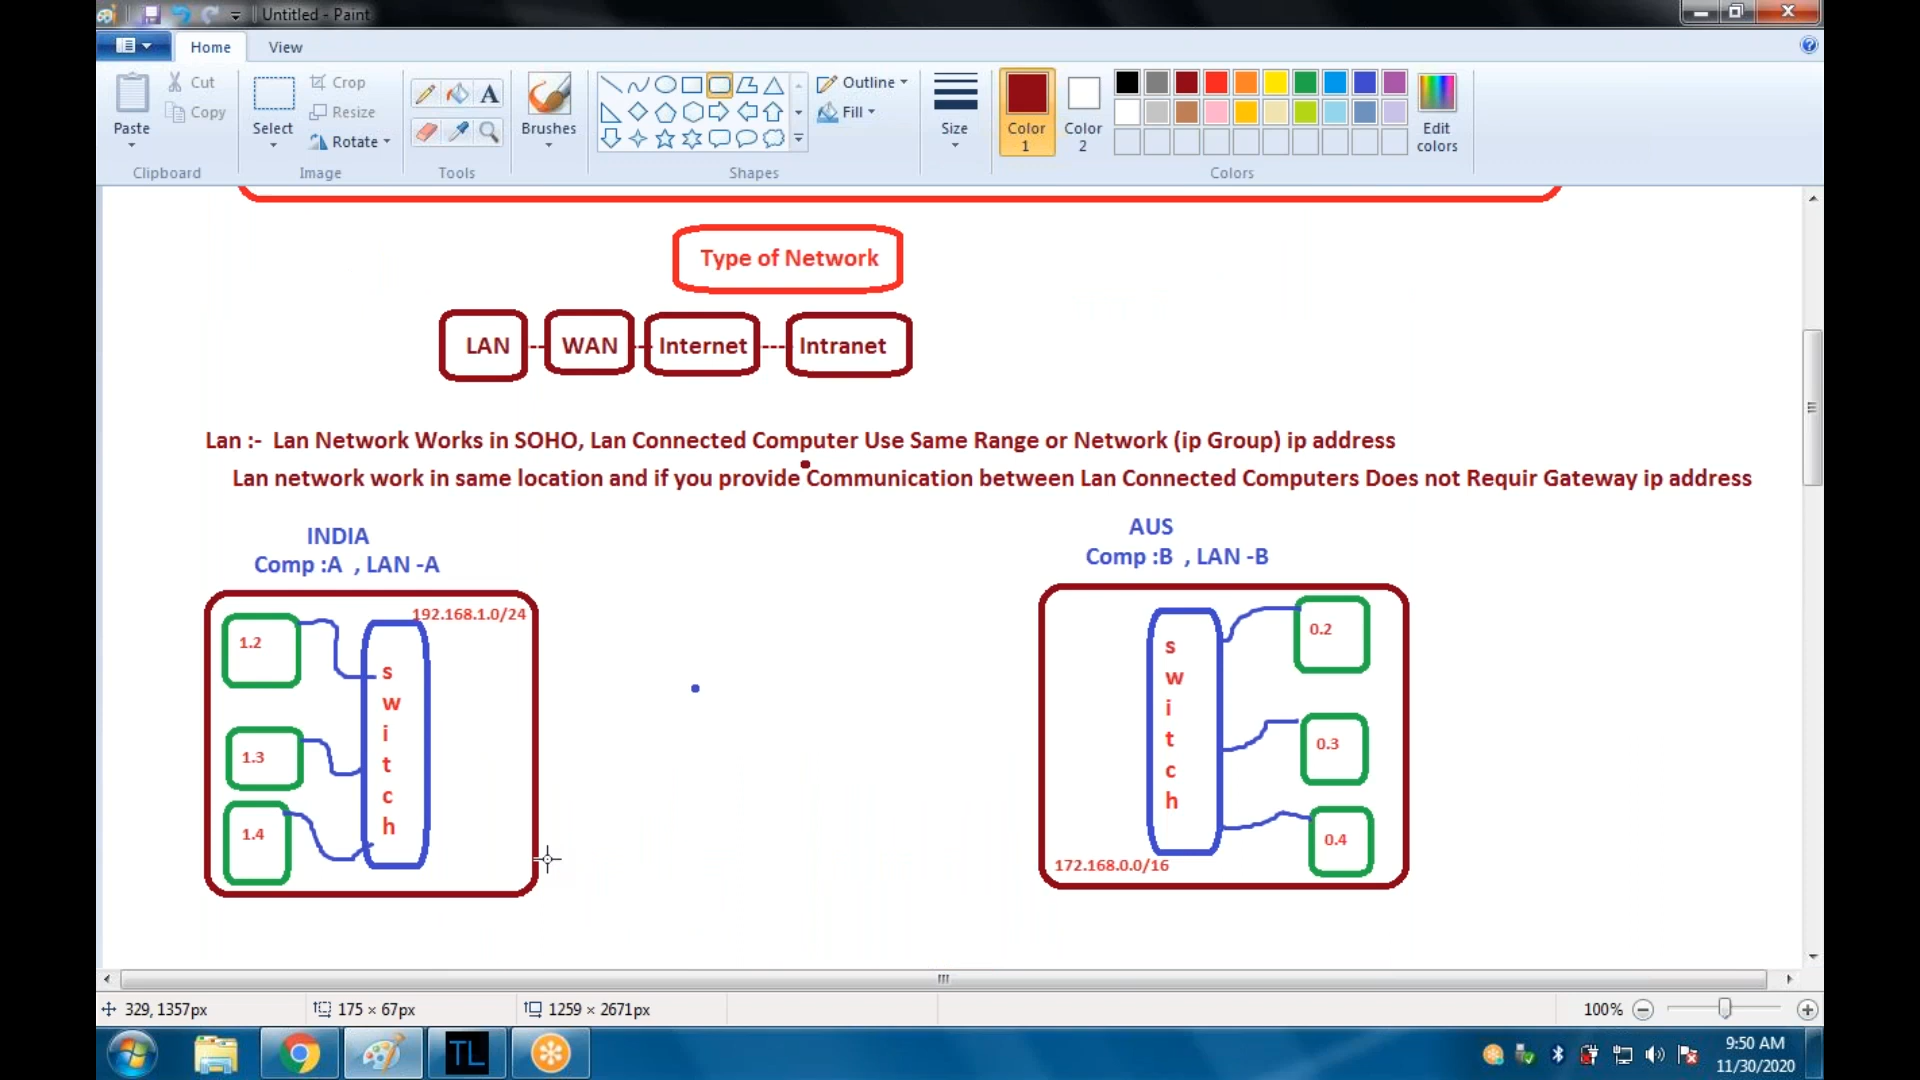 Untitled - Paint
Home View
Paste
Cut
Copy
Clipboard
Select
Crop
Resize
Rotate
Image
A
Tools
Brushes
Shapes
Outline
Fill
Size
Color
1
Color
2
Edit
colors
Colors
Type of Network
LAN -- WAN - Internet --- Intranet
Lan :- Lan Network Works in SOHO, Lan Connected Computer Use Same Range or Network (ip Group) ip address
Lan network work in same location and if you provide Communication between Lan Connected Computers Does not Requir Gateway ip address
INDIA
Comp :A , LAN -A
192.168.1.0/24
1.2
1.3
1.4
s
w
i
t
c
h
AUS
Comp :B , LAN -B
s
w
i
t
c
h
0.2
0.3
0.4
172.168.0.0/16
329, 1357px
175 × 67px
1259 × 2671px
100%
TL
9:50 AM
11/30/2020